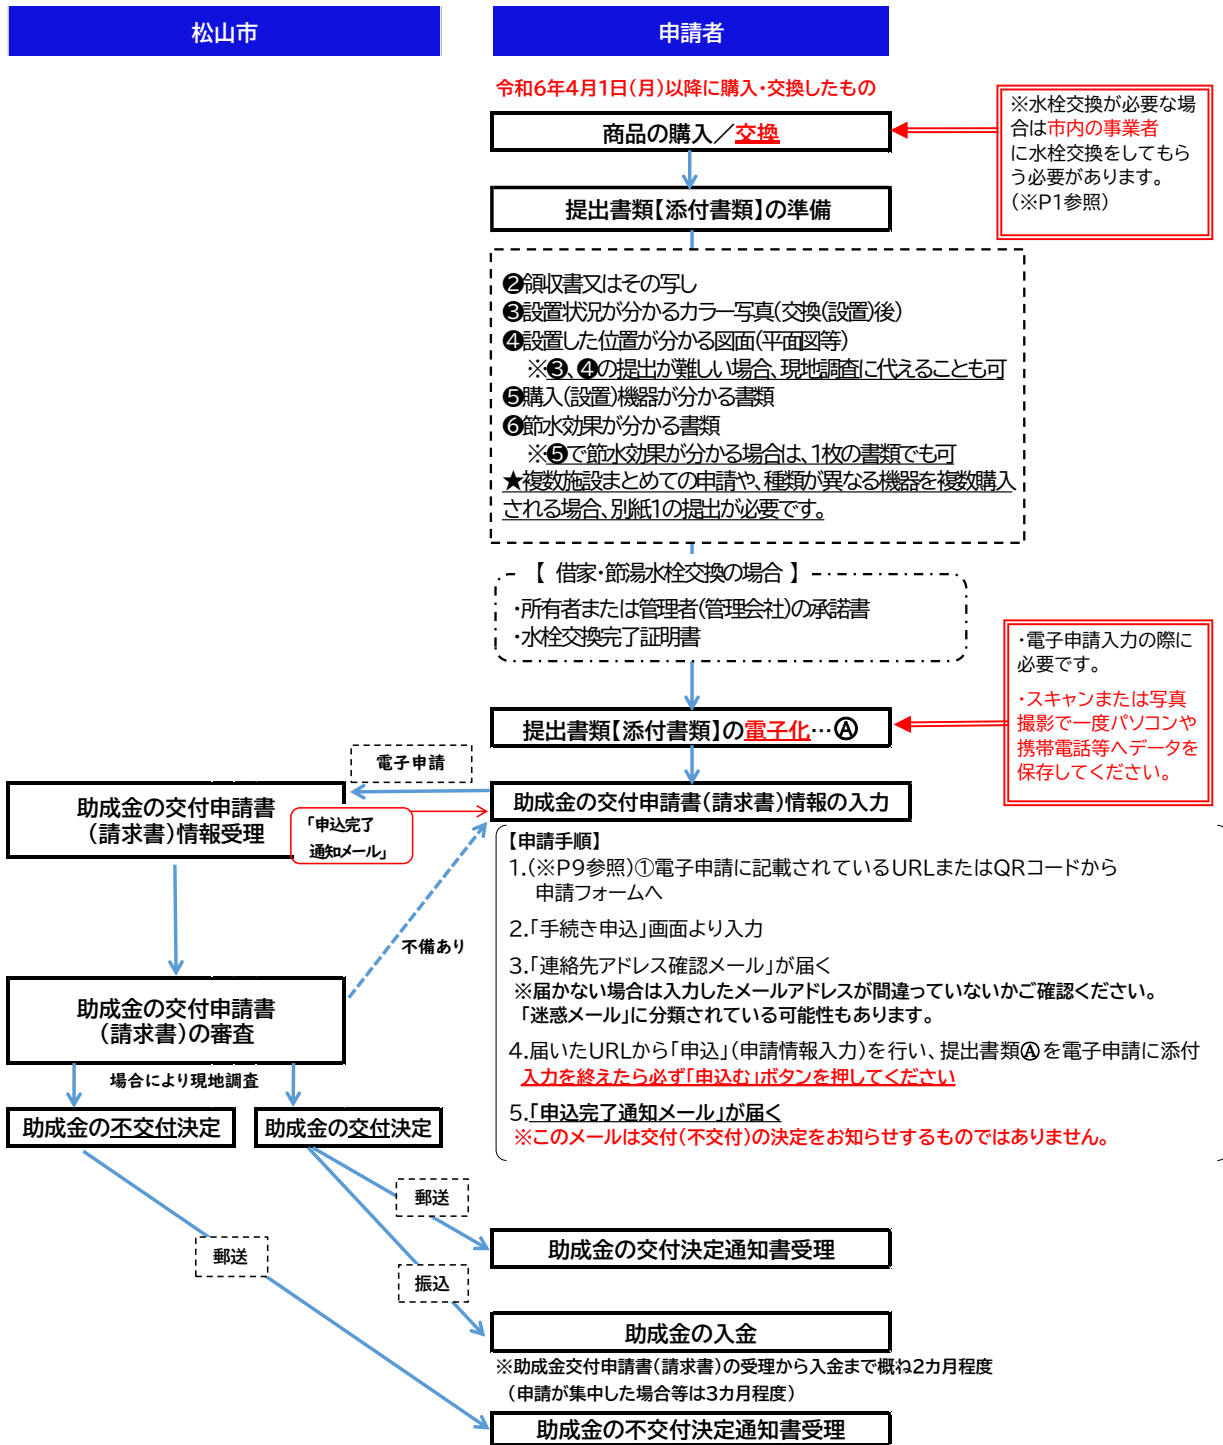 松山市
申請者
令和6年4月1日(月)以降に購入・交換したもの
商品の購入／交換
※水栓交換が必要な場
合は市内の事業者
に水栓交換をしてもら
う必要があります。
(※P1参照)
提出書類【添付書類】の準備
❷領収書又はその写し
❸設置状況が分かるカラー写真(交換(設置)後)
❹設置した位置が分かる図面(平面図等)
※❸、❹の提出が難しい場合、現地調査に代えることも可
❺購入(設置)機器が分かる書類
❻節水効果が分かる書類
※❺で節水効果が分かる場合は、1枚の書類でも可
★複数施設まとめての申請や、種類が異なる機器を複数購入
される場合、別紙1の提出が必要です。
【 借家・節湯水栓交換の場合 】
・所有者または管理者(管理会社)の承諾書
・水栓交換完了証明書
・電子申請入力の際に
必要です。
・スキャンまたは写真
撮影で一度パソコンや
携帯電話等へデータを
保存してください。
提出書類【添付書類】の電子化…Ⓐ
電子申請
助成金の交付申請書
(請求書)情報受理
「申込完了
通知メール」
助成金の交付申請書(請求書)情報の入力
【申請手順】
1.(※P9参照)①電子申請に記載されているURLまたはQRコードから
申請フォームへ
2.「手続き申込」画面より入力
3.「連絡先アドレス確認メール」が届く
※届かない場合は入力したメールアドレスが間違っていないかご確認ください。
「迷惑メール」に分類されている可能性もあります。
4.届いたURLから「申込」(申請情報入力)を行い、提出書類Ⓐを電子申請に添付
入力を終えたら必ず「申込む」ボタンを押してください
5.「申込完了通知メール」が届く
※このメールは交付(不交付)の決定をお知らせするものではありません。
不備あり
助成金の交付申請書
(請求書)の審査
場合により現地調査
助成金の不交付決定
助成金の交付決定
郵送
郵送
振込
助成金の交付決定通知書受理
助成金の入金
※助成金交付申請書(請求書)の受理から入金まで概ね2カ月程度
(申請が集中した場合等は3カ月程度)
助成金の不交付決定通知書受理